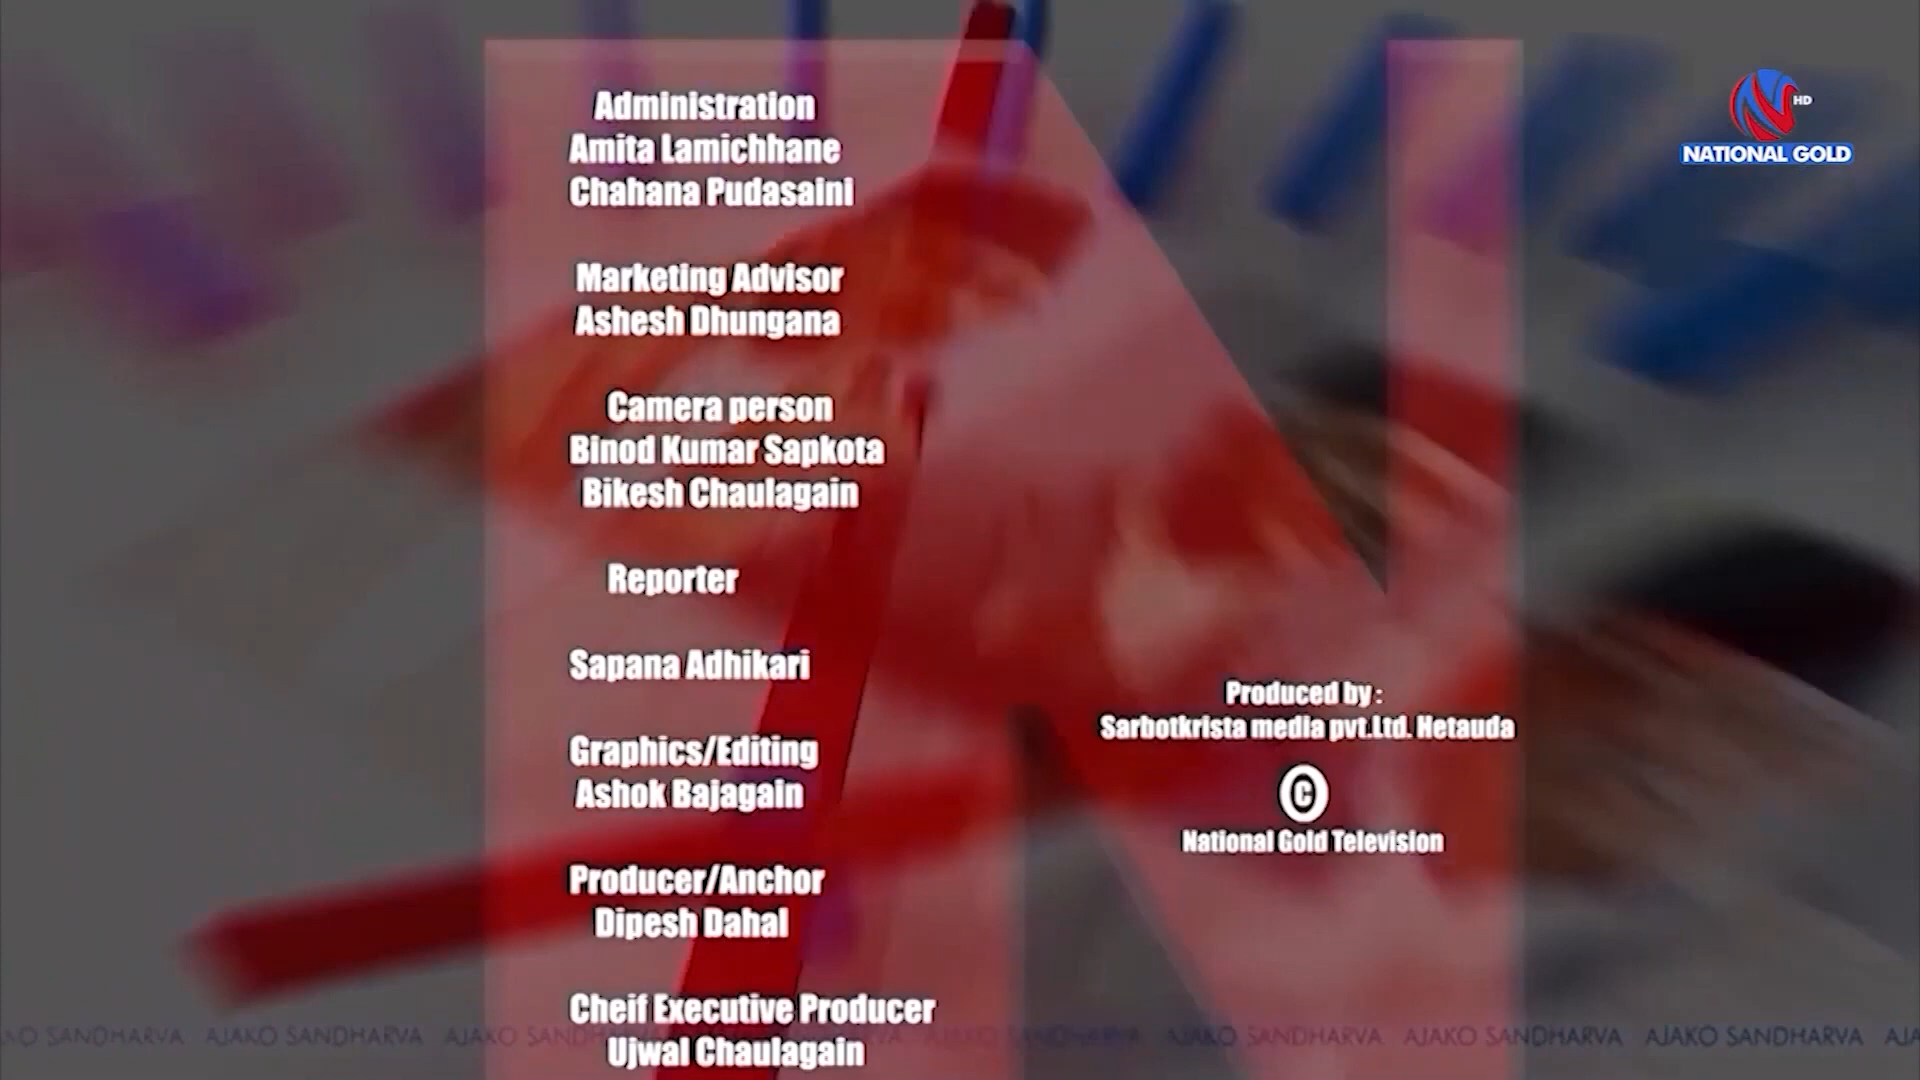 Administration
Amita Lamichhane
Chahana Pudasaini
Marketing Advisor
Ashesh Dhungana
Camera person
Binod Kumar Sapkota
Bikesh Chaulagain
Reporter
Sapana Adhikari
Graphics/Editing
Ashok Bajagain
Producer/Anchor
Dipesh Dahal
Cheif Executive Producer
Ujwal Chaulagain
HD
NATIONAL GOLD
Produced by :
Sarbotkrista media pvt.Ltd. Hetauda
©
National Gold Television
KO SANDHARVA AJAKO SANDHARVA AJAKO SANDHARVA AJAKO SANDHARVA AJAKO SANDHARVA